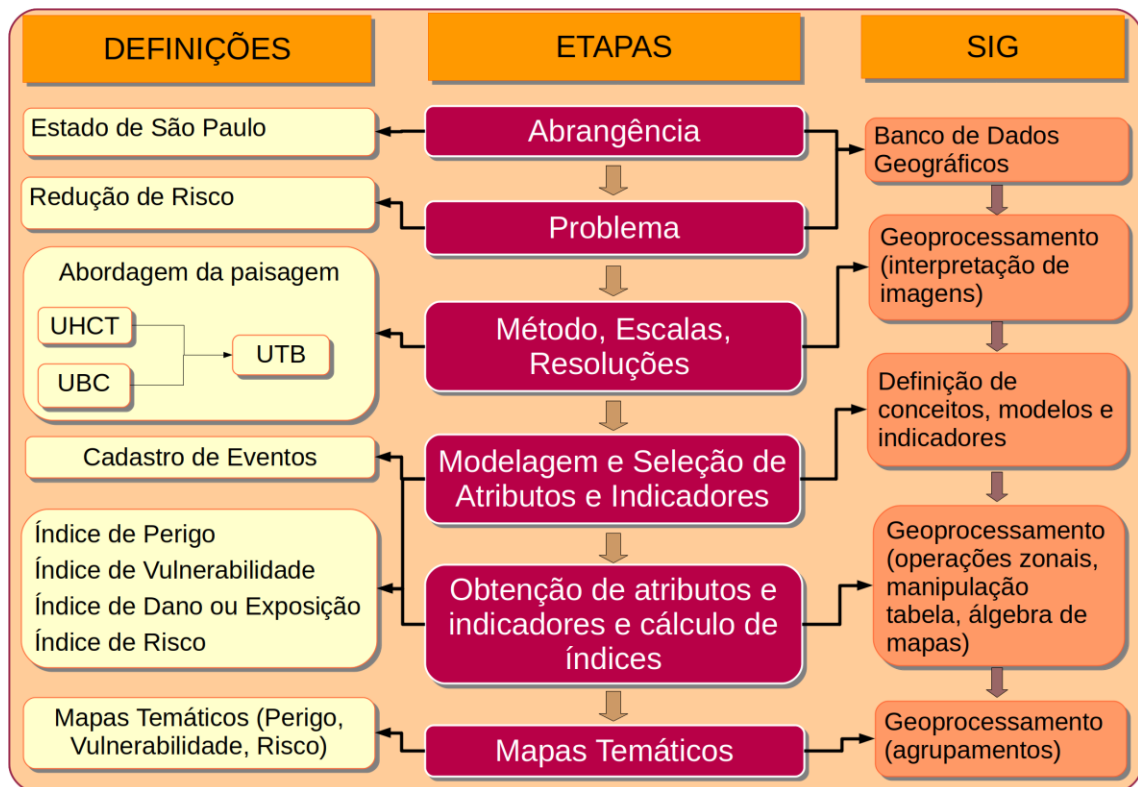 DEFINIÇÕES
ETAPAS
SIG
Estado de São Paulo
Redução de Risco
Abordagem da paisagem
UHCT
UBC
UTB
Cadastro de Eventos
Índice de Perigo
Índice de Vulnerabilidade
Índice de Dano ou Exposição
Índice de Risco
Mapas Temáticos (Perigo,
Vulnerabilidade, Risco)
Abrangência
Problema
Método, Escalas,
Resoluções
Modelagem e Seleção de
Atributos e Indicadores
Obtenção de atributos e
indicadores e cálculo de
índices
Mapas Temáticos
Banco de Dados
Geográficos
Geoprocessamento
(interpretação de
imagens)
Definição de
conceitos, modelos e
indicadores
Geoprocessamento
(operações zonais,
manipulação
tabela, álgebra de
mapas)
Geoprocessamento
(agrupamentos)